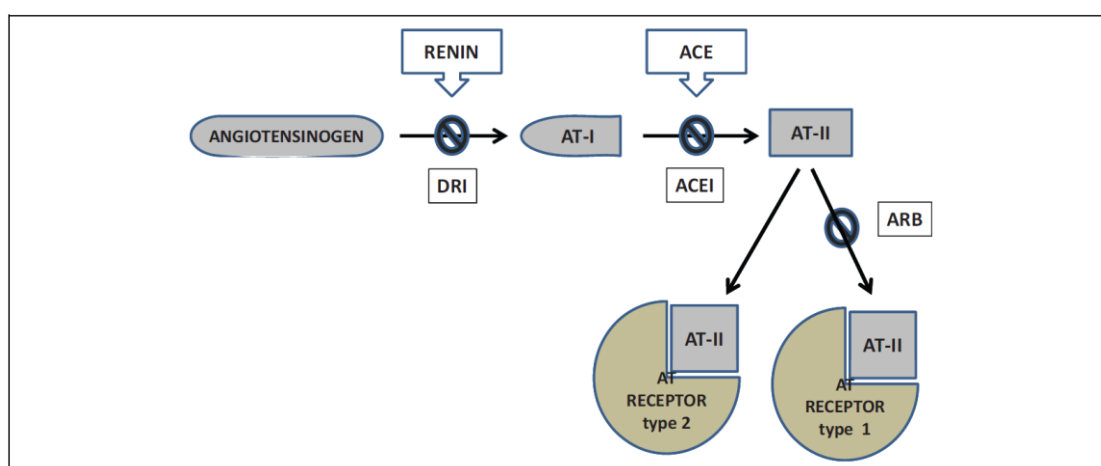 RENIN
ACE
ANGIOTENSINOGEN
AT-I
AT-II
DRI
ACEI
ARB
AT-II
AT
RECEPTOR
type 2
AT-II
AT
RECEPTOR
type 1